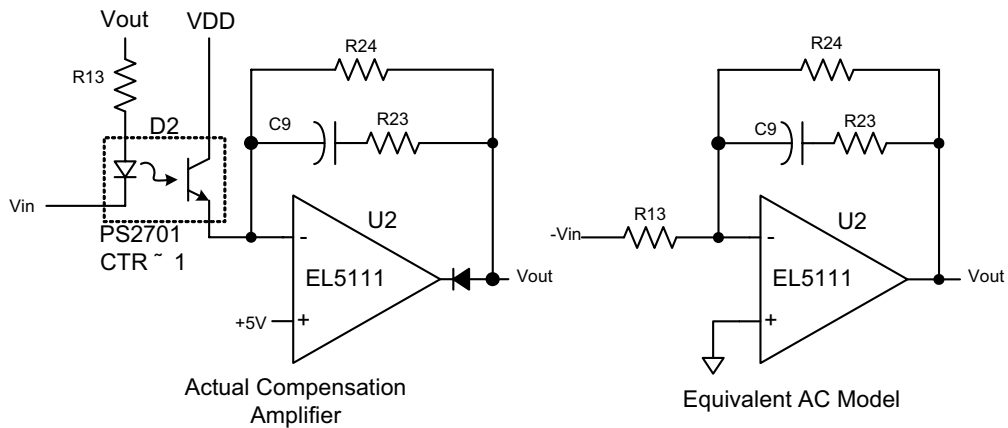 Vout
VDD
R13
D2
Vin
PS2701
CTR ~ 1
R24
C9
R23
U2
-
EL5111
+5V
+
Vout
Actual Compensation
Amplifier
R24
C9
R23
-Vin
R13
U2
-
EL5111
+
Vout
Equivalent AC Model